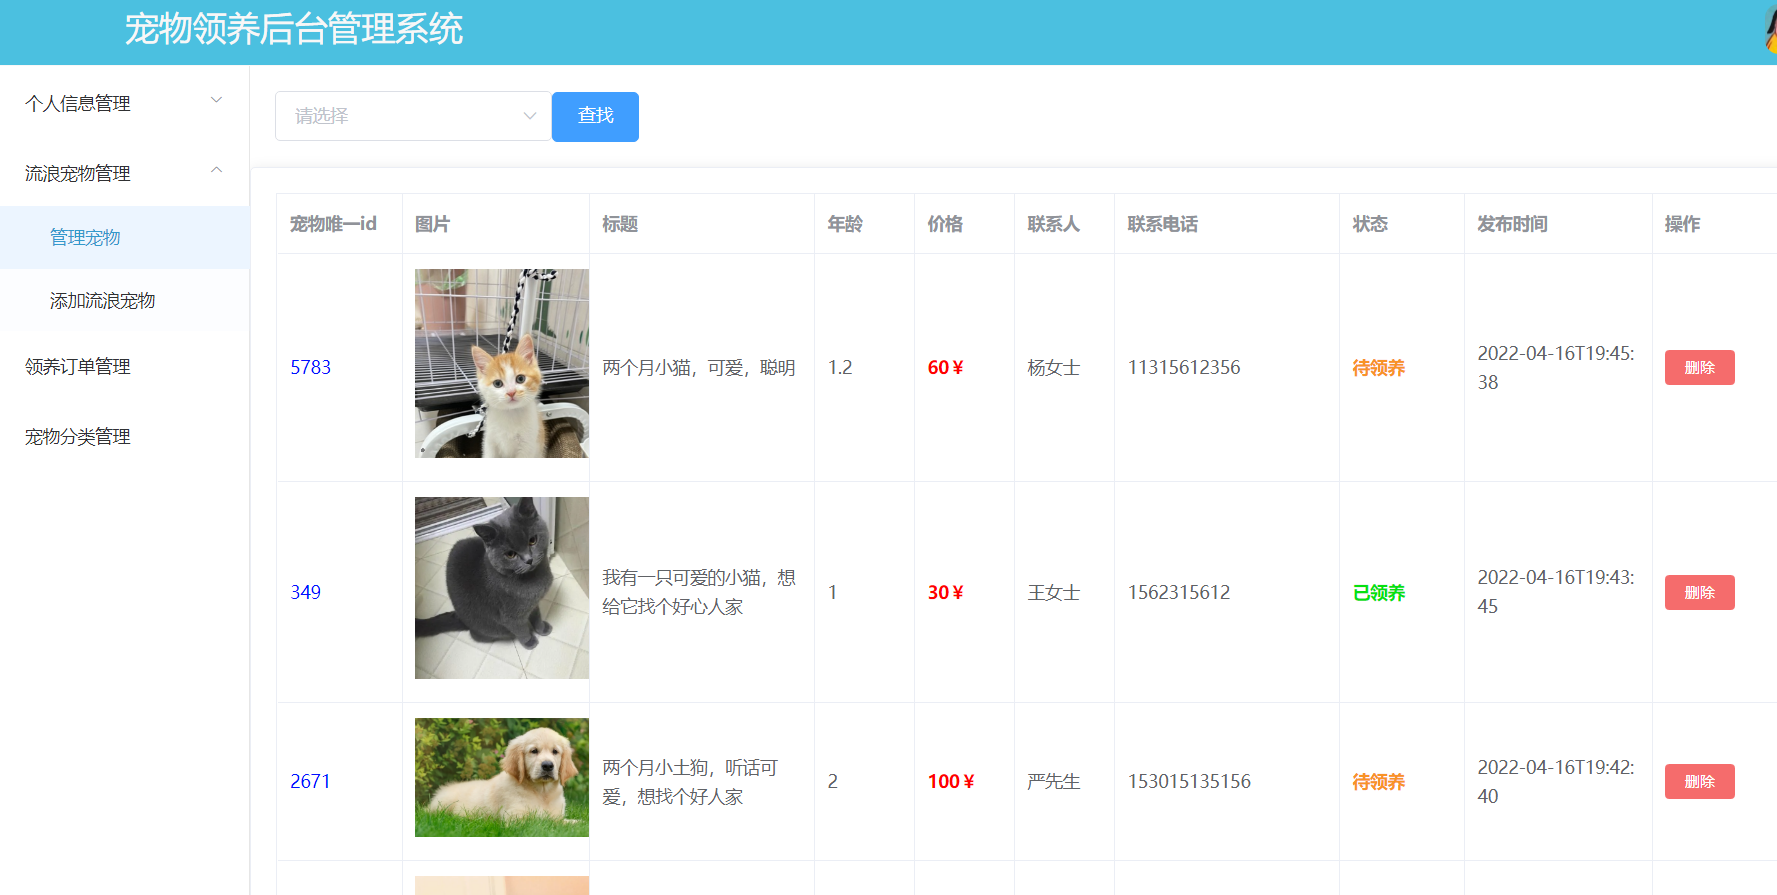 宠物领养后台管理系统
个人信息管理
流浪宠物管理
管理宠物
添加流浪宠物
领养订单管理
宠物分类管理
请选择
查找
宠物唯一id 图片 标题 年龄 价格 联系人 联系电话 状态 发布时间 操作
5783 两个月小猫，可爱，聪明 1.2 60￥ 杨女士 11315612356 待领养 2022-04-16T19:45:
38 删除
349 我有一只可爱的小猫，想
给它找个好心人家 1 30￥ 王女士 1562315612 已领养 2022-04-16T19:43:
45 删除
2671 两个月小土狗，听话可
爱，想找个好人家 2 100￥ 严先生 153015135156 待领养 2022-04-16T19:42:
40 删除